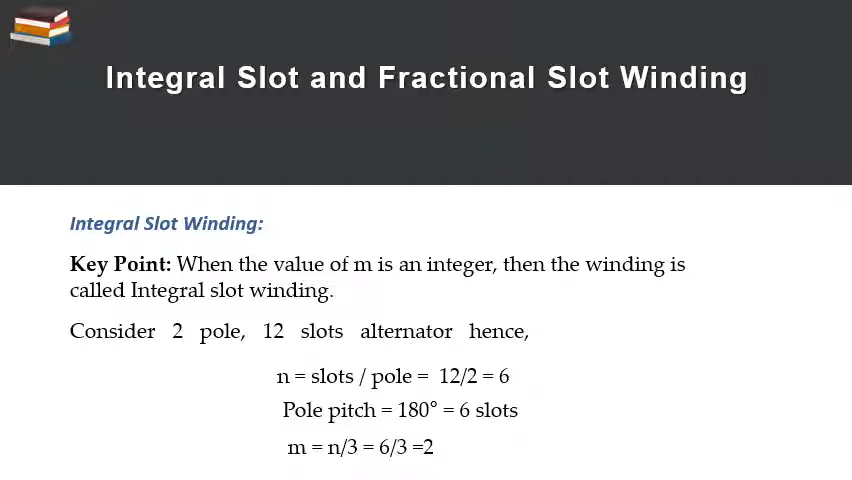 Integral Slot and Fractional Slot Winding
Integral Slot Winding:
Key Point: When the value of m is an integer, then the winding is
called Integral slot winding.
Consider 2 pole, 12 slots alternator hence,
n = slots / pole = 12/2 = 6
Pole pitch = 180° = 6 slots
m = n/3 = 6/3 =2